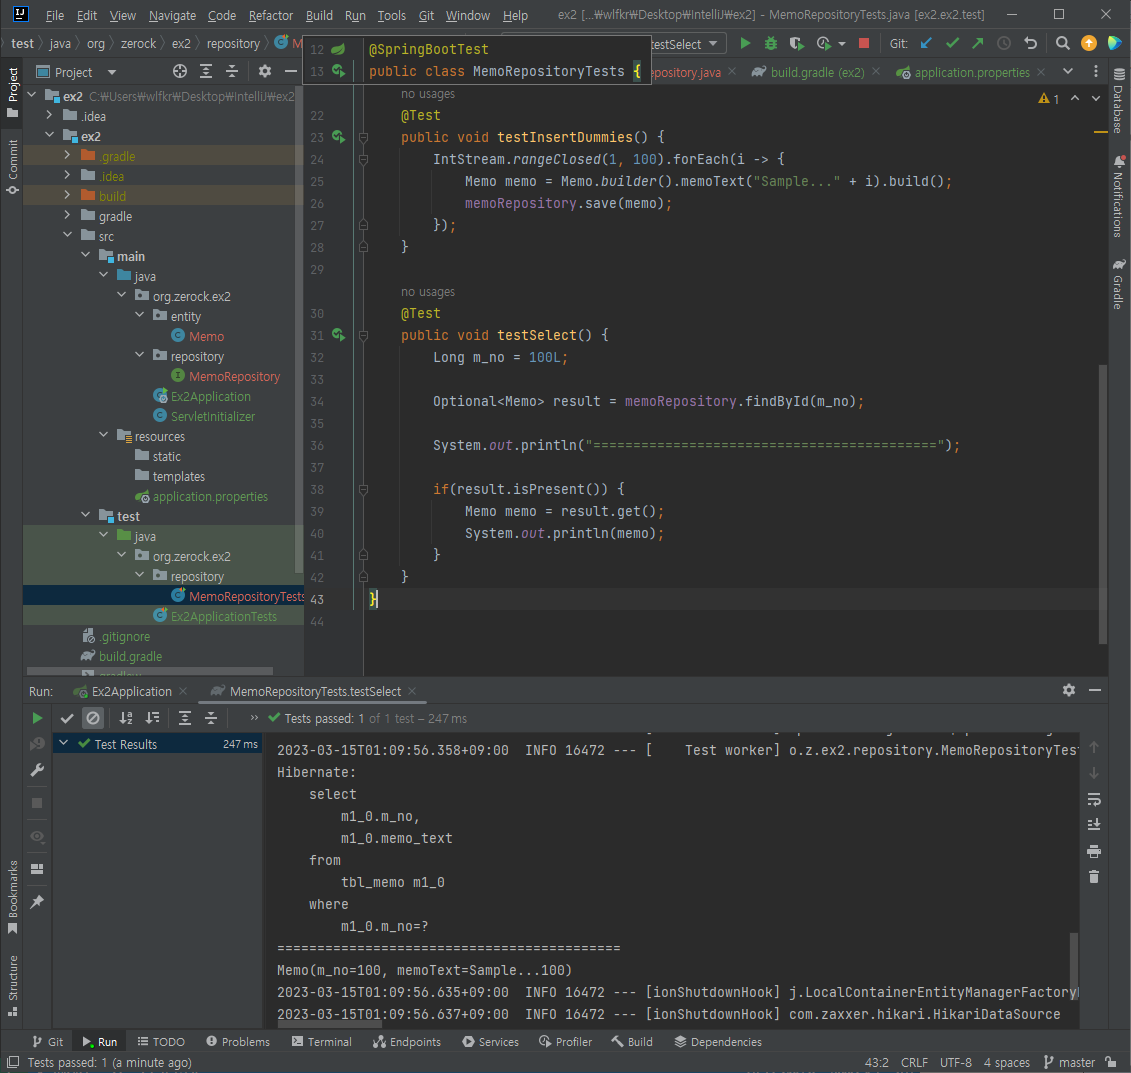 File Edit View Navigate Code Refactor Build Run Tools Git Window Help ex2 [...₩wlfkr₩Desktop₩IntelliJ₩ex2] - MemoRepositoryTests.java [ex2.ex2.test]
test java org zerock ex2 repository M
testSelect
Git:
12 @SpringBootTest
13 public class MemoRepositoryTests {
Project
epository.java
build.gradle (ex2)
application.properties
Project
Commit
Bookmarks
Structure
Database
Notifications
Gradle
ex2 C:₩Users₩wlfkr₩Desktop₩IntelliJ₩ex2
.idea
ex2
.gradle
.idea
build
gradle
src
main
java
org.zerock.ex2
entity
Memo
repository
MemoRepository
Ex2Application
ServletInitializer
resources
static
templates
application.properties
test
java
org.zerock.ex2
repository
MemoRepositoryTests
Ex2ApplicationTests
.gitignore
build.gradle
1
no usages
22 @Test
23 public void testInsertDummies() {
24 IntStream.rangeClosed(1, 100).forEach(i -> {
25 Memo memo = Memo.builder().memoText("Sample..." + i).build();
26 memoRepository.save(memo);
27 });
28 }
29
no usages
30 @Test
31 public void testSelect() {
32 Long m_no = 100L;
33
34 Optional<Memo> result = memoRepository.findById(m_no);
35
36 System.out.println("===========================================");
37
38 if(result.isPresent()) {
39 Memo memo = result.get();
40 System.out.println(memo);
41 }
42 }
43 }
44
Run: Ex2Application MemoRepositoryTests.testSelect
Tests passed: 1 of 1 test – 247 ms
Test Results 247 ms
2023-03-15T01:09:56.358+09:00 INFO 16472 --- [ Test worker] o.z.ex2.repository.MemoRepositoryTes
Hibernate:
select
m1_0.m_no,
m1_0.memo_text
from
tbl_memo m1_0
where
m1_0.m_no=?
===========================================
Memo(m_no=100, memoText=Sample...100)
2023-03-15T01:09:56.635+09:00 INFO 16472 --- [ionShutdownHook] j.LocalContainerEntityManagerFactory
2023-03-15T01:09:56.637+09:00 INFO 16472 --- [ionShutdownHook] com.zaxxer.hikari.HikariDataSource
Git Run TODO Problems Terminal Endpoints Services Profiler Build Dependencies
Tests passed: 1 (a minute ago) 43:2 CRLF UTF-8 4 spaces master